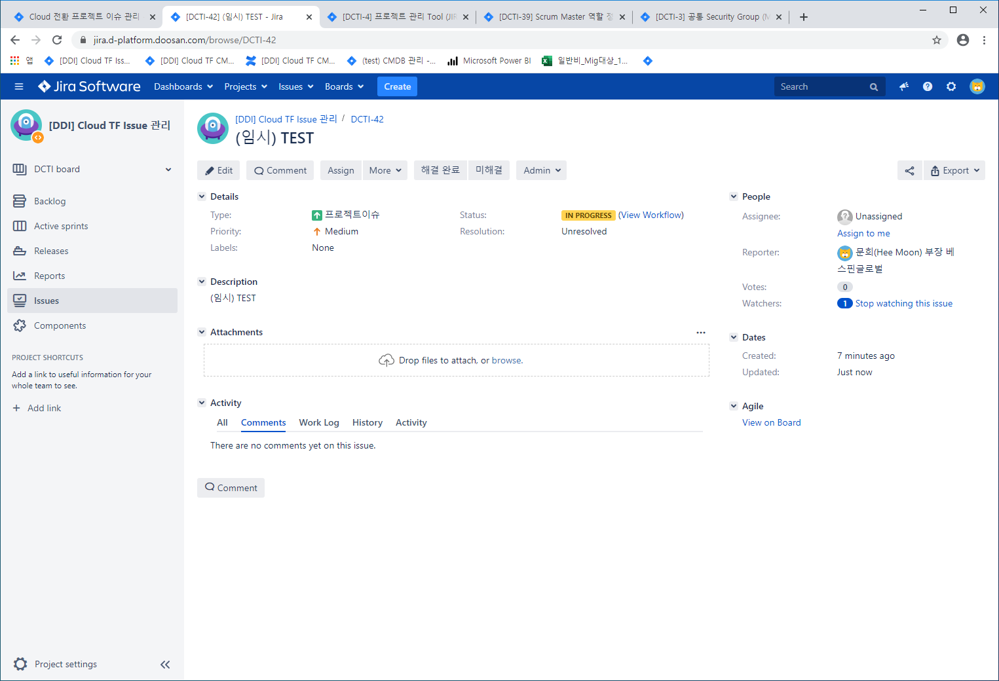 Cloud 전환 프로젝트 이슈 관리
[DCTI-42] (임시) TEST - Jira
[DCTI-4] 프로젝트 관리 Tool (JIR
[DCTI-39] Scrum Master 역할 정
[DCTI-3] 공통 Security Group (M
jira.d-platform.doosan.com/browse/DCTI-42
앱
[DDI] Cloud TF Iss...
[DDI] Cloud TF CM...
[DDI] Cloud TF CM...
(test) CMDB 관리 -...
Microsoft Power BI
일반비_Mig대상_1...
Jira Software
Dashboards
Projects
Issues
Boards
Create
Search
[DDI] Cloud TF Issue 관리
DCTI board
Backlog
Active sprints
Releases
Reports
Issues
Components
PROJECT SHORTCUTS
Add a link to useful information for your
whole team to see.
Add link
Project settings
[DDI] Cloud TF Issue 관리 / DCTI-42
(임시) TEST
Edit
Comment
Assign
More
해결 완료
미해결
Admin
Export
Details
Type: 프로젝트이슈
Status: IN PROGRESS (View Workflow)
Priority: Medium
Resolution: Unresolved
Labels: None
Description
(임시) TEST
Attachments
Drop files to attach, or browse.
Activity
All Comments Work Log History Activity
There are no comments yet on this issue.
Comment
People
Assignee: Unassigned
Assign to me
Reporter: 문희(Hee Moon) 부장 베
스핀글로벌
Votes: 0
Watchers: 1 Stop watching this issue
Dates
Created: 7 minutes ago
Updated: Just now
Agile
View on Board